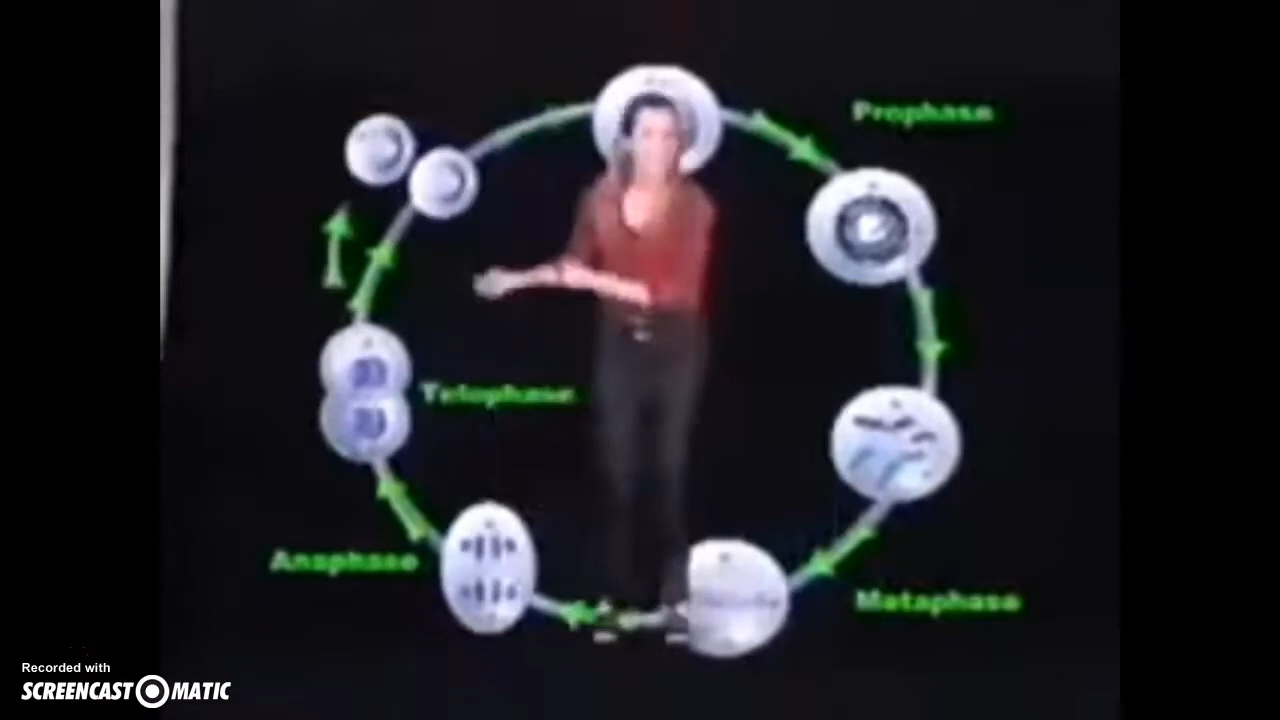 Prophase
Telophase
Anaphase
Metaphase
Recorded with
SCREENCAST MATIC